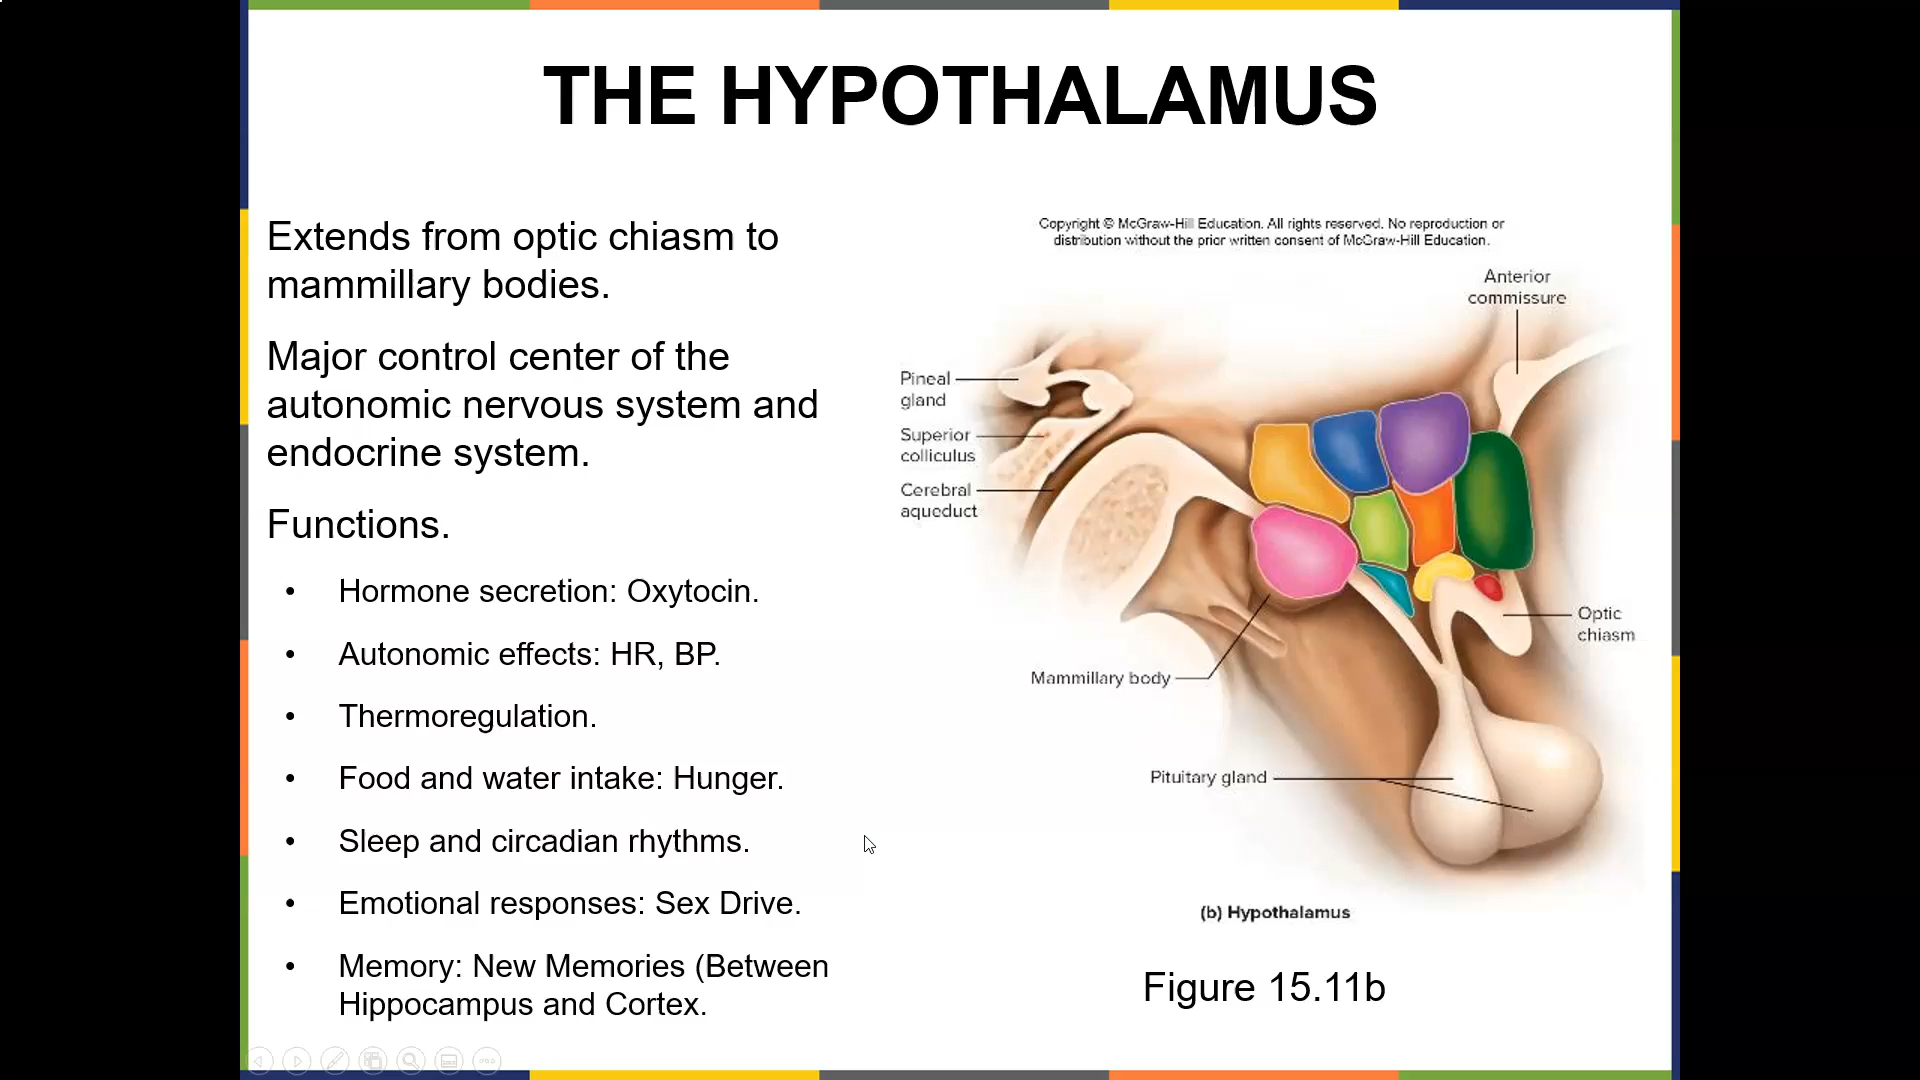 THE HYPOTHALAMUS
Extends from optic chiasm to
mammillary bodies.
Major control center of the
autonomic nervous system and
endocrine system.
Functions.
• Hormone secretion: Oxytocin.
• Autonomic effects: HR, BP.
• Thermoregulation.
• Food and water intake: Hunger.
• Sleep and circadian rhythms.
• Emotional responses: Sex Drive.
• Memory: New Memories (Between
Hippocampus and Cortex.
Copyright © McGraw-Hill Education. All rights reserved. No reproduction or
distribution without the prior written consent of McGraw-Hill Education.
Anterior
commissure
Pineal
gland
Superior
colliculus
Cerebral
aqueduct
Optic
chiasm
Mammillary body
Pituitary gland
(b) Hypothalamus
Figure 15.11b